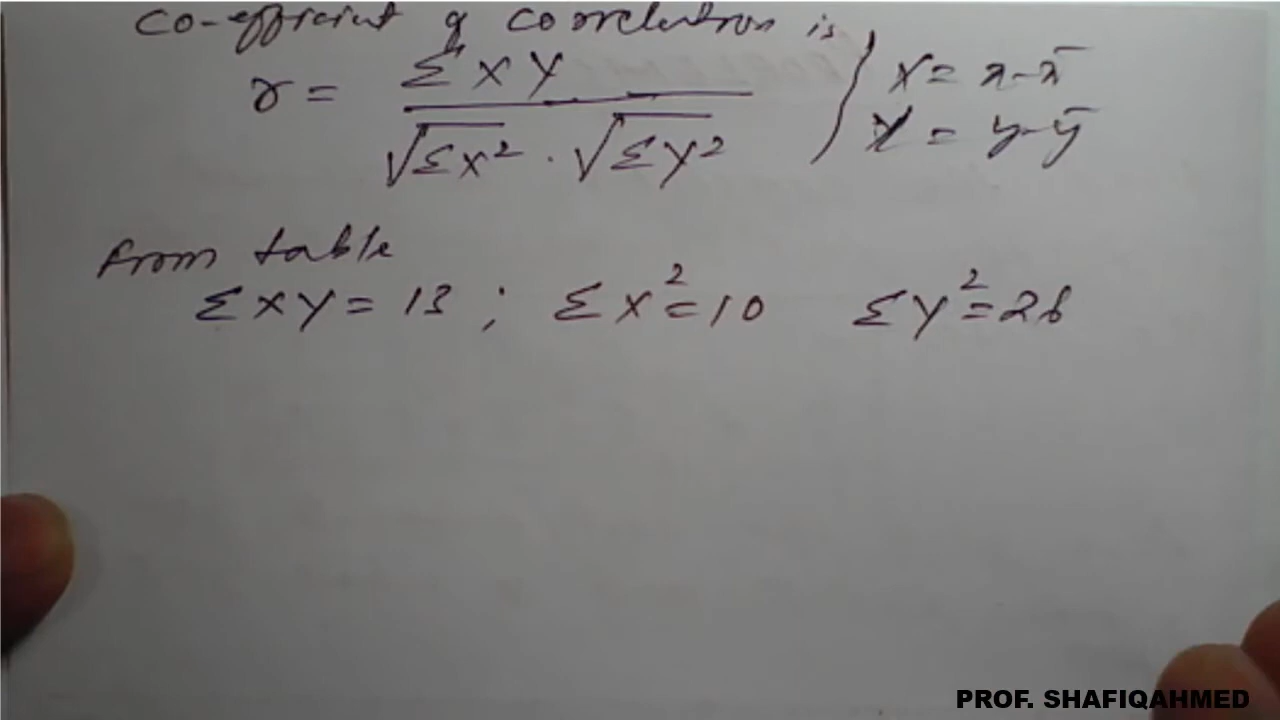 Co-efficient of Correlation is
r = ΣXY / √ΣX² · √ΣY² } X = x - x̄
Y = y - ȳ
From table
ΣXY = 13 ; ΣX² = 10 ΣY² = 26
PROF. SHAFIQAHMED